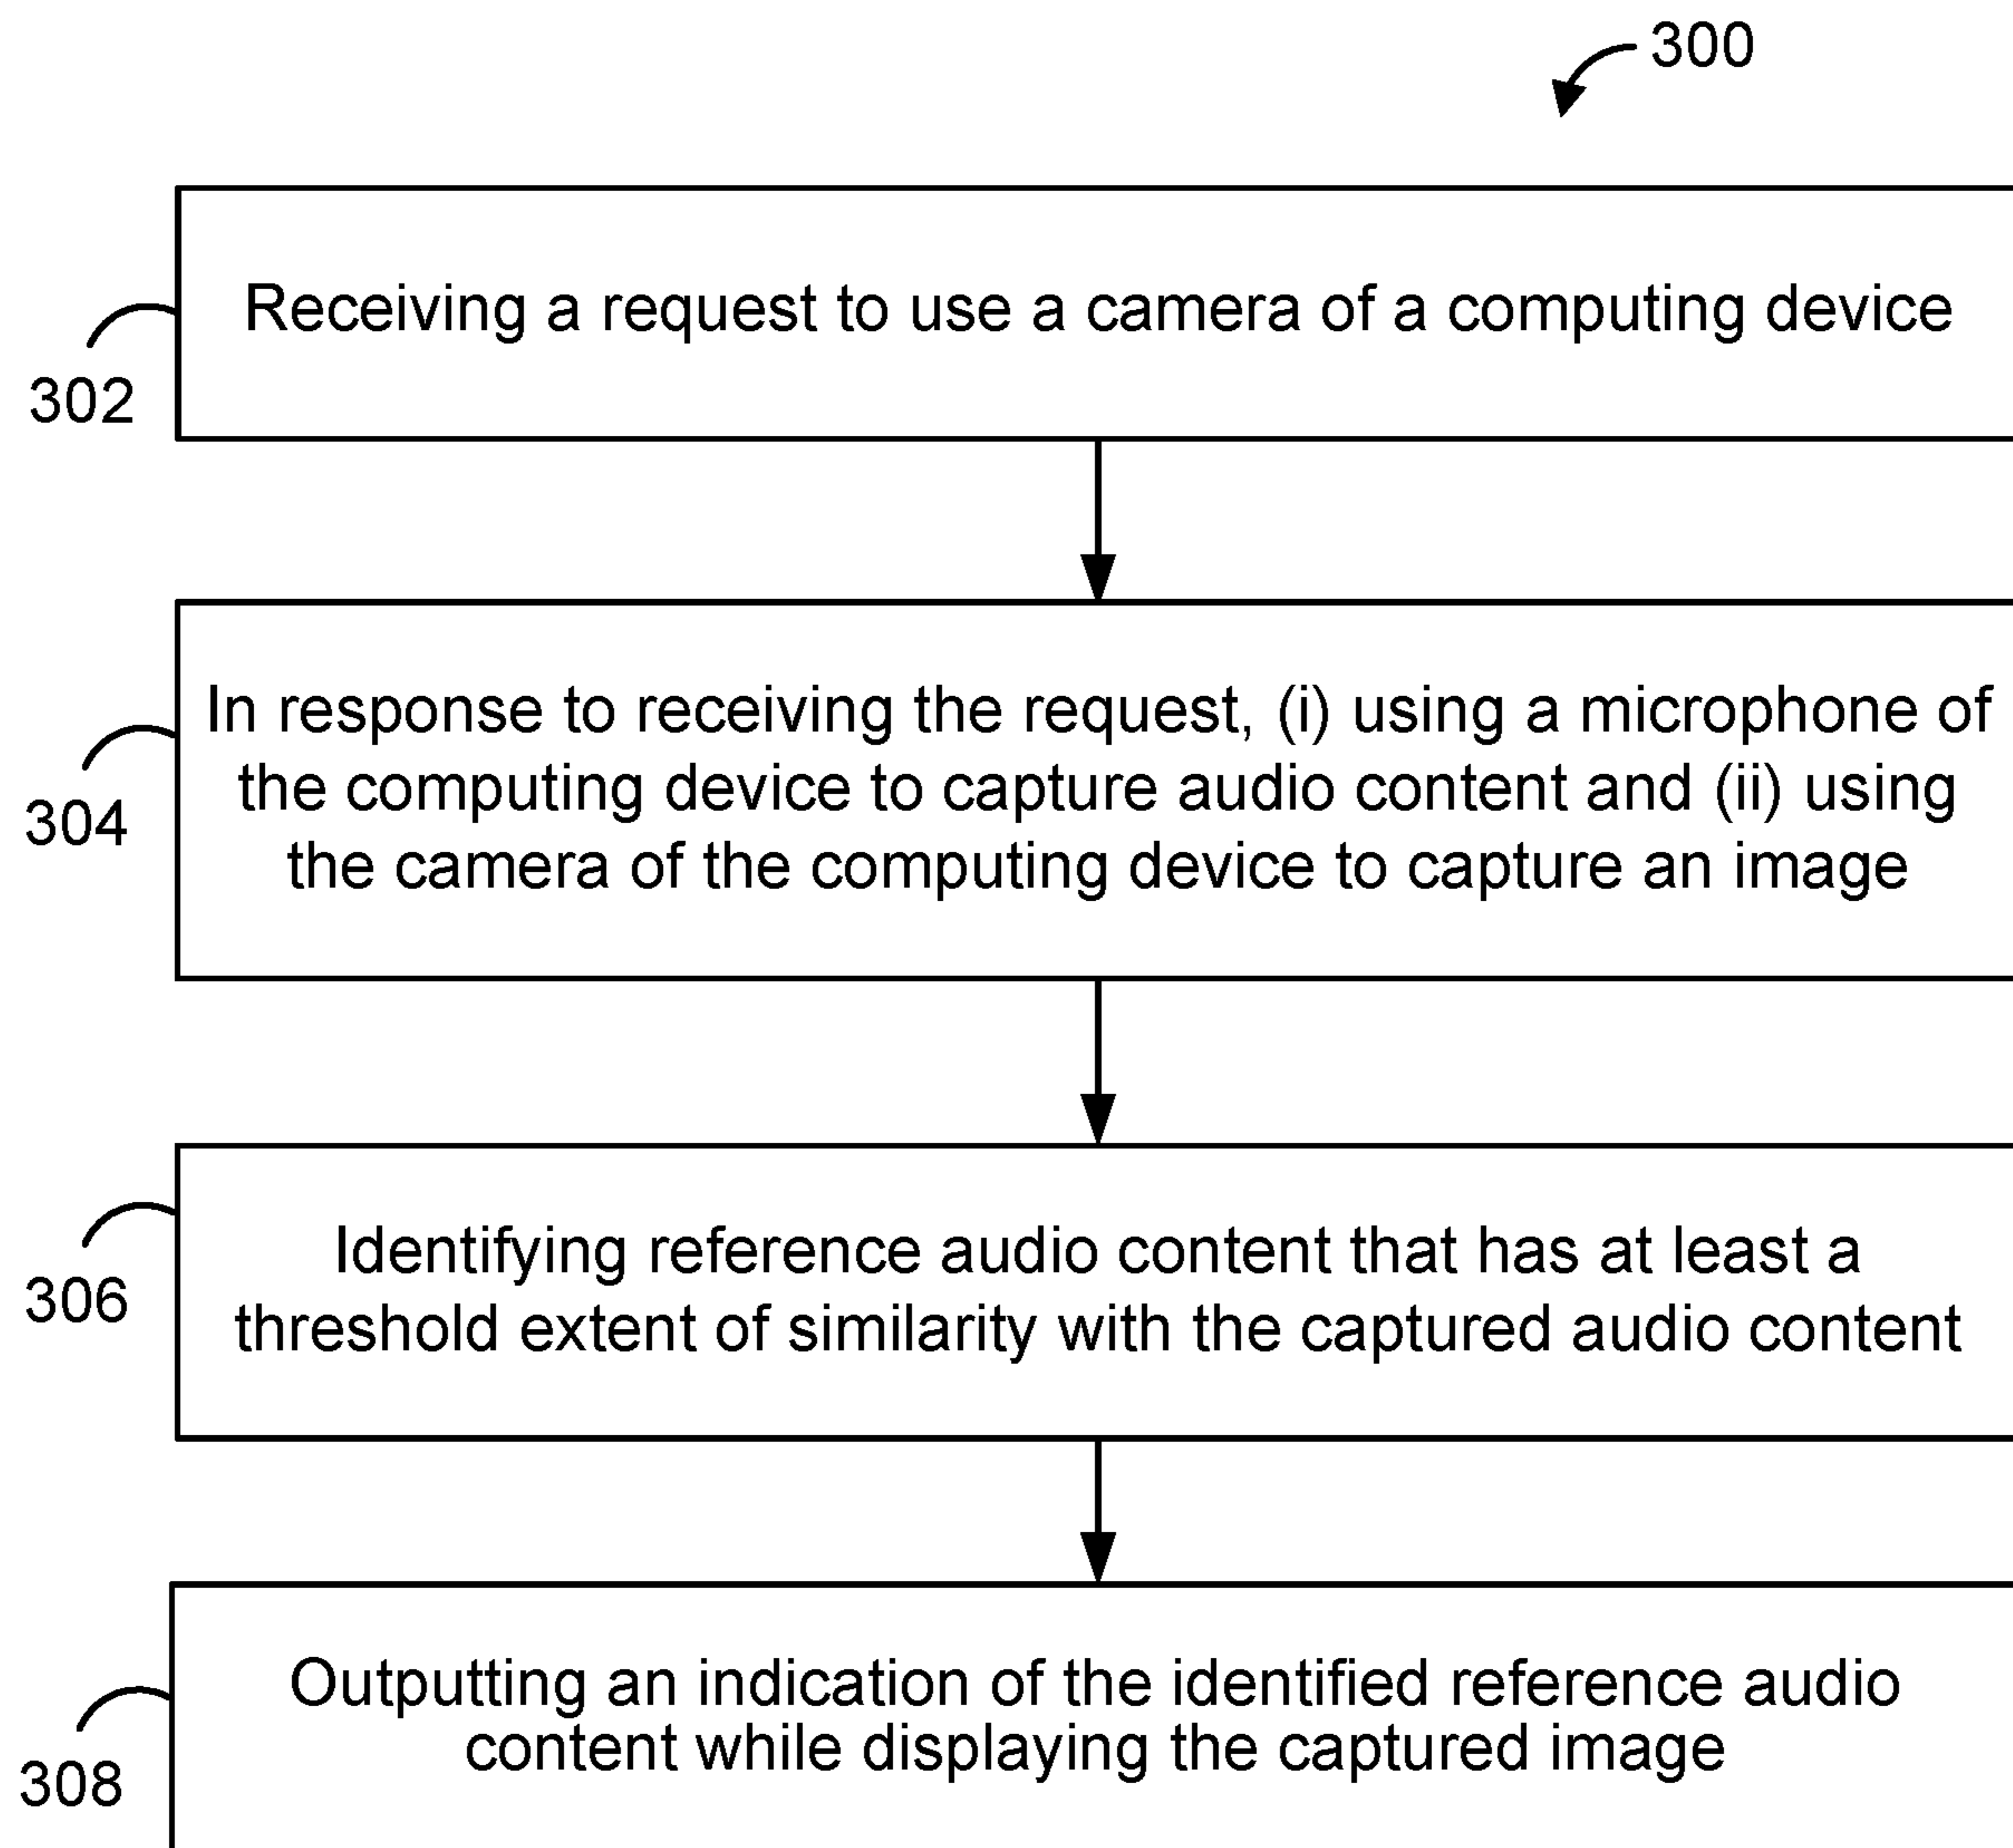 300
Receiving a request to use a camera of a computing device
302
In response to receiving the request, (i) using a microphone of
the computing device to capture audio content and (ii) using
the camera of the computing device to capture an image
304
Identifying reference audio content that has at least a
threshold extent of similarity with the captured audio content
306
Outputting an indication of the identified reference audio
content while displaying the captured image
308